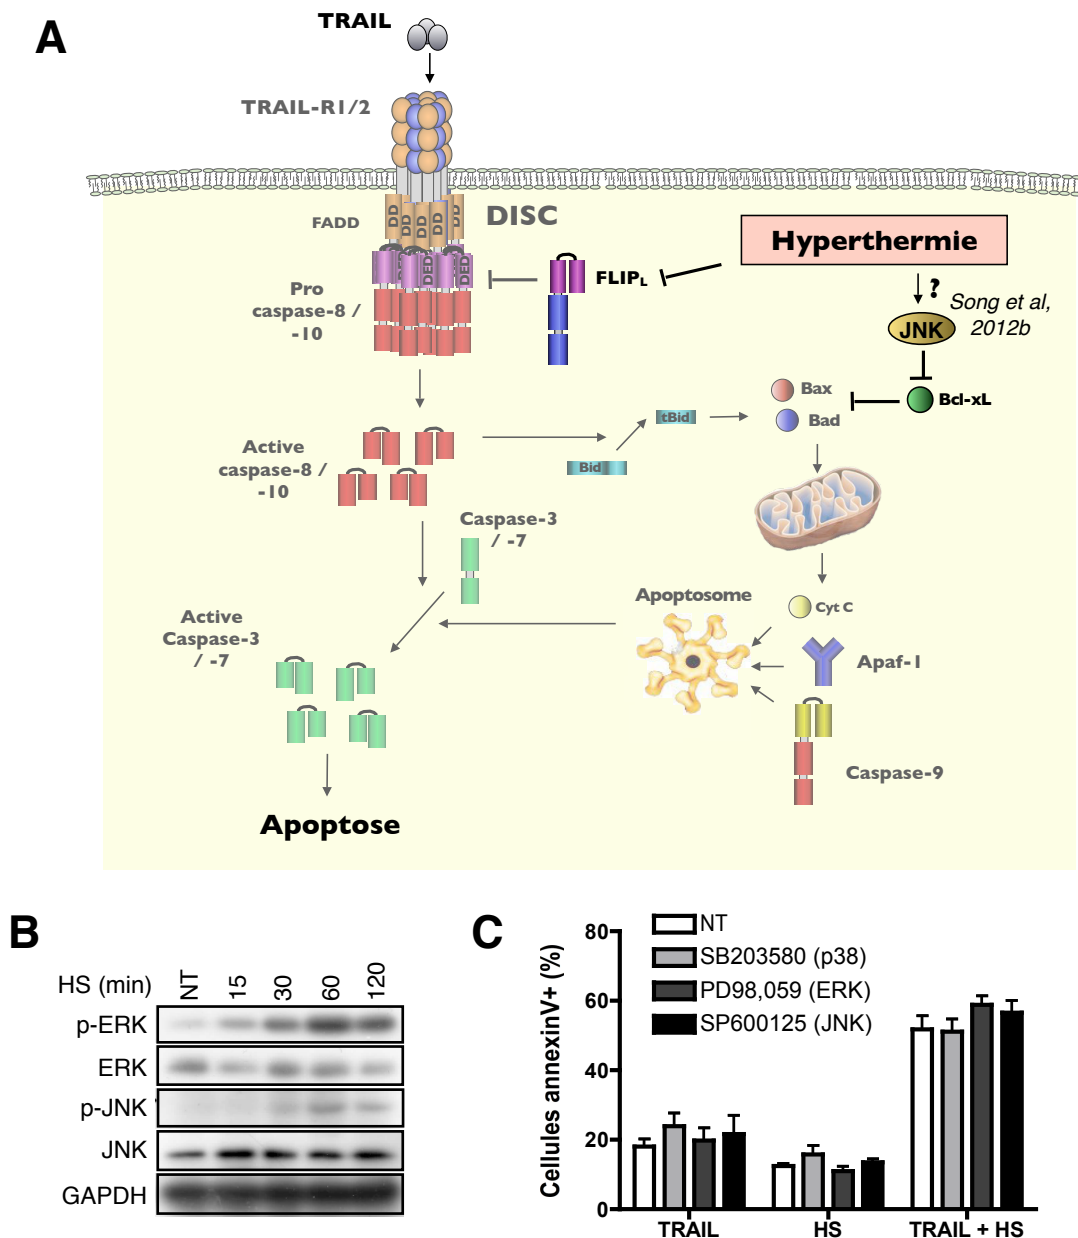 A
TRAIL
TRAIL-R1/2
FADD
DD
DD
DD
DD
DD
DISC
DED
DED
DED
Hyperthermie
FLIPL
?
Song et al,
2012b
JNK
Pro
caspase-8 /
-10
Bax
Bcl-xL
Bad
tBid
Bid
Active
caspase-8 /
-10
Caspase-3
/ -7
Apoptosome
Cyt C
Active
Caspase-3
/ -7
Apaf-1
Caspase-9
Apoptose
B
HS (min)
NT
15
30
60
120
p-ERK
ERK
p-JNK
JNK
GAPDH
C
NT
SB203580 (p38)
PD98,059 (ERK)
SP600125 (JNK)
Cellules annexinV+ (%)
80
60
40
20
0
TRAIL
HS
TRAIL + HS